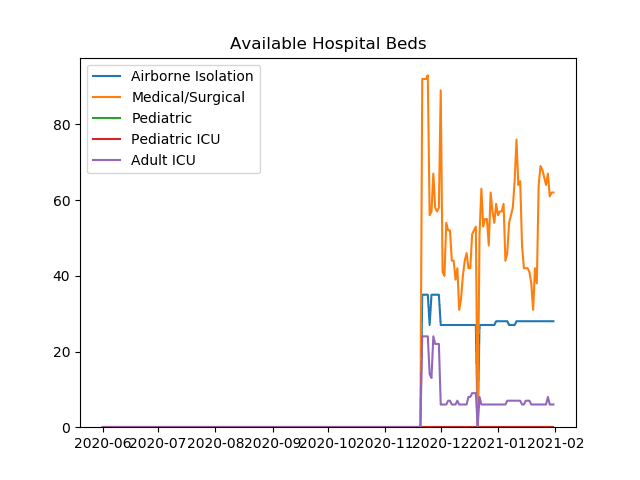 Available Hospital Beds
Airborne Isolation
Medical/Surgical
Pediatric
Pediatric ICU
Adult ICU
80
60
40
20
0
2020-06 2020-07 2020-08 2020-09 2020-10 2020-11 2020-12 2021-01 2021-02